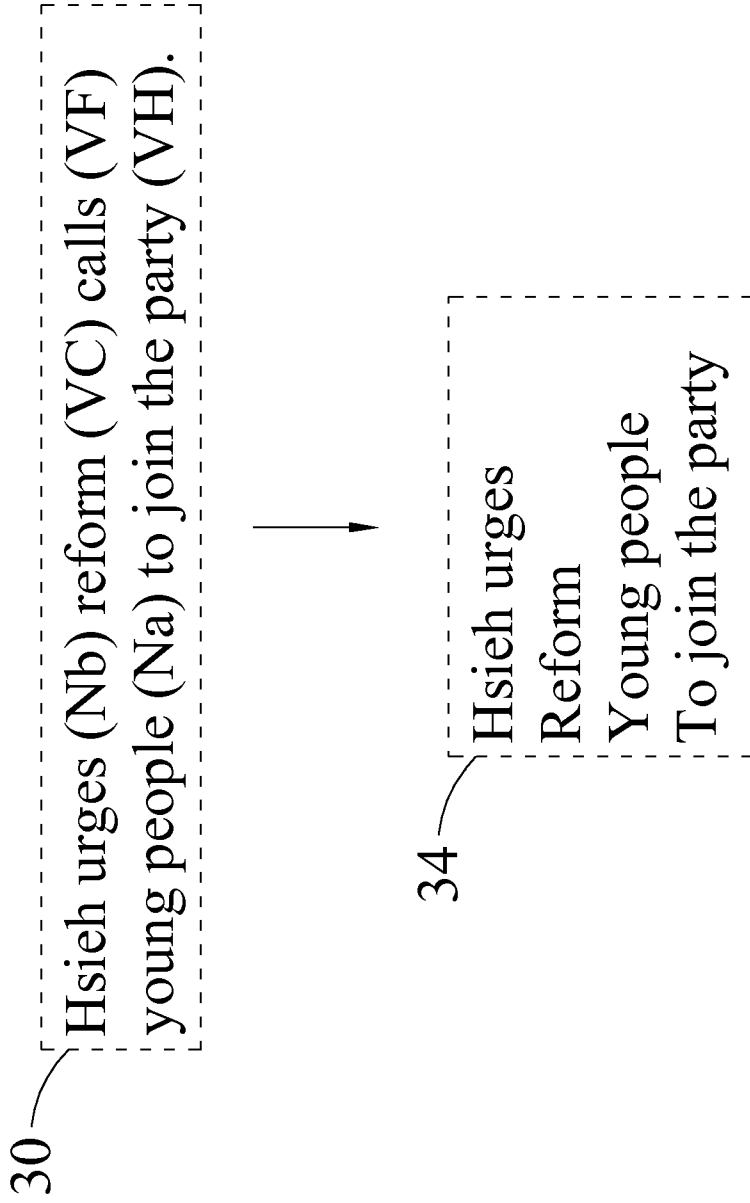 30
Hsieh urges (Nb) reform (VC) calls (VF)
young people (Na) to join the party (VH).
34
Hsieh urges
Reform
Young people
To join the party